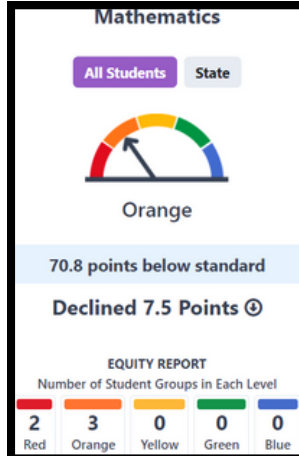 Mathematics
All Students State
Orange
70.8 points below standard
Declined 7.5 Points
EQUITY REPORT
Number of Student Groups in Each Level
2 3 0 0 0
Red Orange Yellow Green Blue